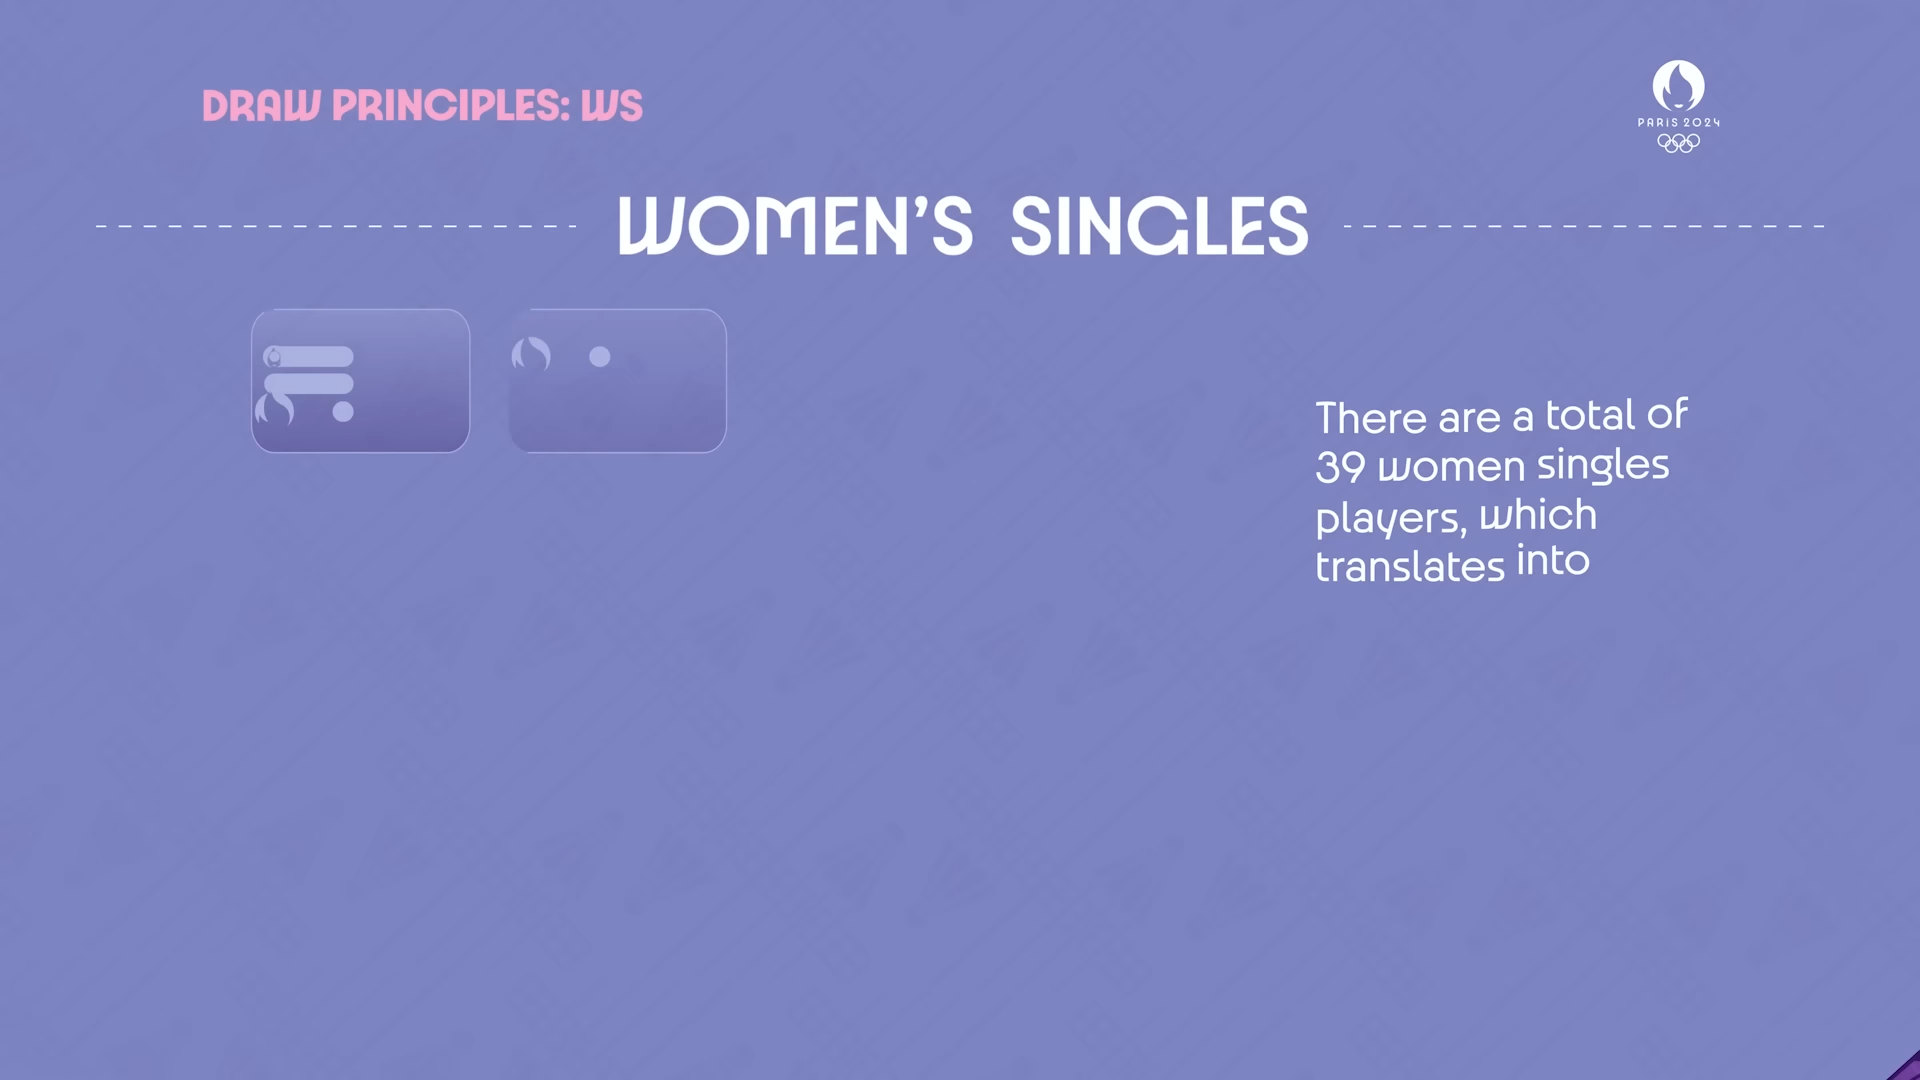 DRAW PRINCIPLES: WS
PARIS 2024
WOMEN’S SINGLES
There are a total of
39 women singles
players, which
translates into